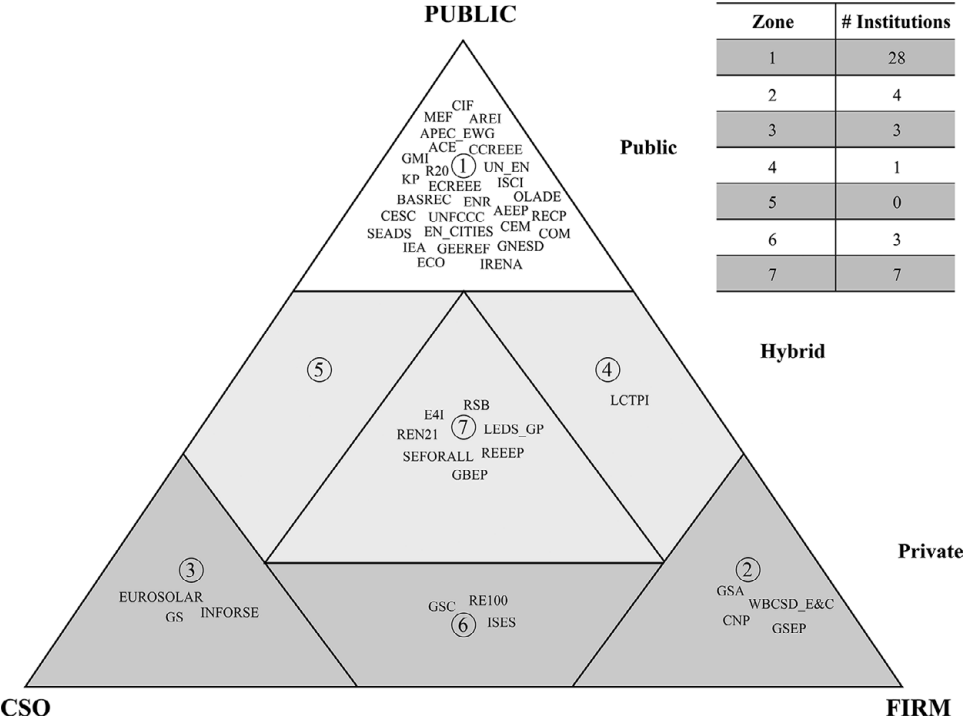 PUBLIC
Zone # Institutions
1 28
2 4
3 3
4 1
5 0
6 3
7 7
Public
Hybrid
Private
CIF
MEF AREI
APEC_EWG
ACE CCREEE
GMI 1 UN_EN
R20
KP ISCI
ECREEE
BASREC ENR OLADE
CESC UNFCCC AEEP RECP
SEADS EN_CITIES CEM COM
IEA GEEREF GNESD
ECO IRENA
5
4
LCTPI
RSB
E4I
REN21 7 LEDS_GP
SEFORALL REEEP
GBEP
3
EUROSOLAR
GS INFORSE
GSC RE100
6 ISES
2
GSA
WBCSD_E&C
CNP
GSEP
CSO FIRM